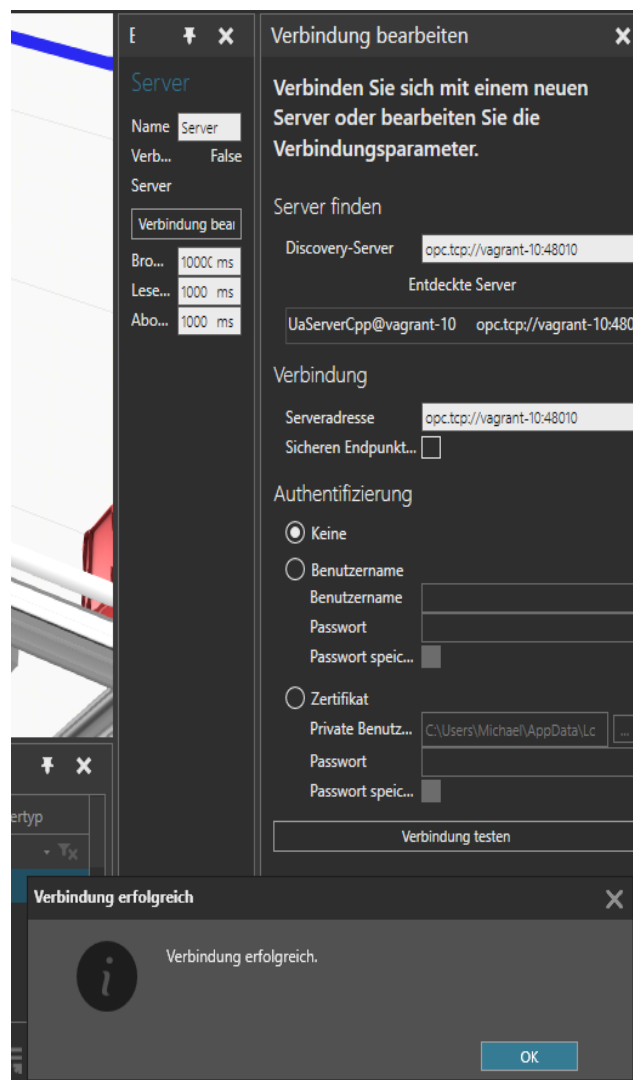 E
Server
Name Server
Verb... False
Server
Verbindung bear
Bro... 10000 ms
Lese... 1000 ms
Abo... 1000 ms
Verbindung bearbeiten
Verbinden Sie sich mit einem neuen
Server oder bearbeiten Sie die
Verbindungsparameter.
Server finden
Discovery-Server opc.tcp://vagrant-10:48010
Entdeckte Server
UaServerCpp@vagrant-10 opc.tcp://vagrant-10:480
Verbindung
Serveradresse opc.tcp://vagrant-10:48010
Sicheren Endpunkt...
Authentifizierung
Keine
Benutzername
Benutzername
Passwort
Passwort speic...
Zertifikat
Private Benutz... C:\Users\Michael\AppData\Lc ...
Passwort
Passwort speic...
Verbindung testen
ertyp
Verbindung erfolgreich
Verbindung erfolgreich.
OK